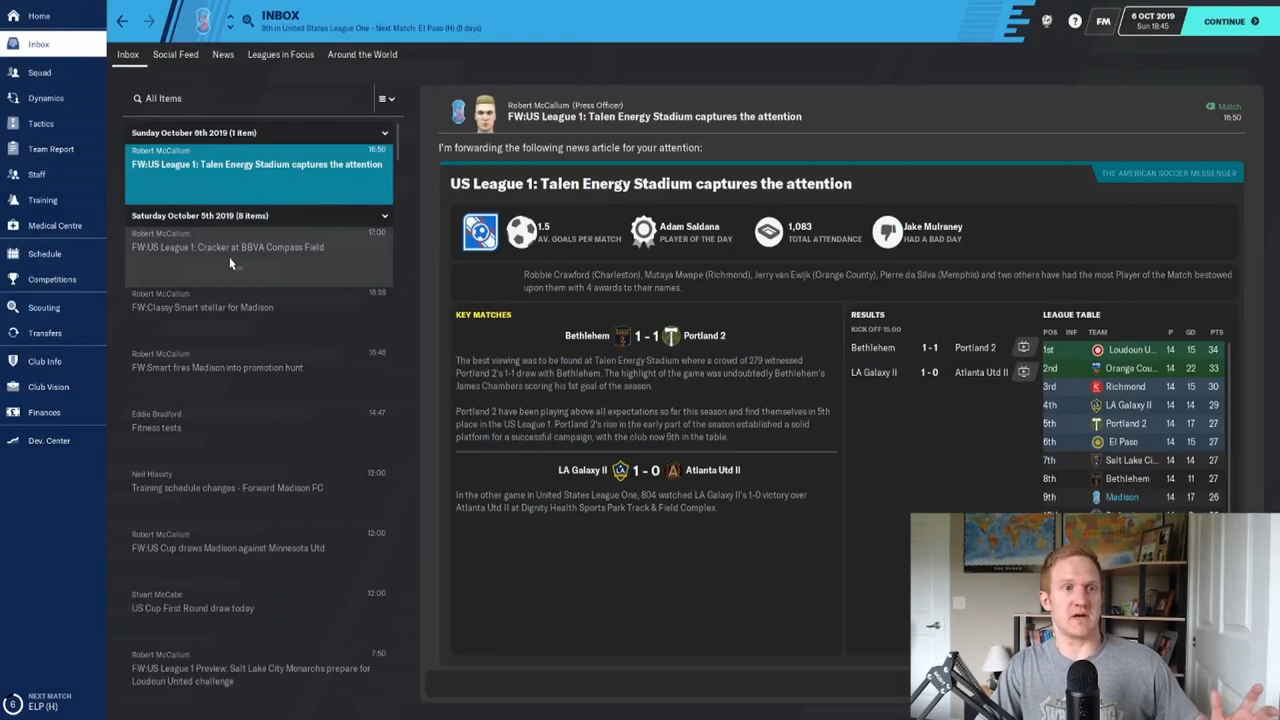 Home
Inbox
Squad
Dynamics
Tactics
Team Report
Staff
Training
Medical Centre
Schedule
Competitions
Scouting
Transfers
Club Info
Club Vision
Finances
Dev. Center
6
NEXT MATCH
ELP (H)
INBOX
9th in United States League One - Next Match: El Paso (H) (6 days)
FM
6 OCT 2019
Sun 18:45
CONTINUE
Inbox
Social Feed
News
Leagues in Focus
Around the World
All Items
Sunday October 6th 2019 (1 item)
Robert McCallum 16:50
FW:US League 1: Talen Energy Stadium captures the attention
Saturday October 5th 2019 (8 items)
Robert McCallum 17:00
FW:US League 1: Cracker at BBVA Compass Field
Robert McCallum 16:58
FW:Classy Smart stellar for Madison
Robert McCallum 16:46
FW:Smart fires Madison into promotion hunt
Eddie Bradford 14:47
Fitness tests
Neil Hlavaty 12:00
Training schedule changes - Forward Madison FC
Robert McCallum 12:00
FW:US Cup draws Madison against Minnesota Utd
Stuart McCabe 12:00
US Cup First Round draw today
Robert McCallum 7:50
FW:US League 1 Preview: Salt Lake City Monarchs prepare for
Loudoun United challenge
Robert McCallum (Press Officer)
FW:US League 1: Talen Energy Stadium captures the attention
Match
16:50
I'm forwarding the following news article for your attention:
THE AMERICAN SOCCER MESSENGER
US League 1: Talen Energy Stadium captures the attention
1.5
AV. GOALS PER MATCH
Adam Saldana
PLAYER OF THE DAY
1,083
TOTAL ATTENDANCE
Jake Mulraney
HAD A BAD DAY
Robbie Crawford (Charleston), Mutaya Mwape (Richmond), Jerry van Ewijk (Orange County), Pierre da Silva (Memphis) and two others have had the most Player of the Match bestowed
upon them with 4 awards to their names.
KEY MATCHES
Bethlehem 1 - 1 Portland 2
The best viewing was to be found at Talen Energy Stadium where a crowd of 279 witnessed
Portland 2's 1-1 draw with Bethlehem. The highlight of the game was undoubtedly Bethlehem's
James Chambers scoring his 1st goal of the season.
Portland 2 have been playing above all expectations so far this season and find themselves in 5th
place in the US League 1. Portland 2's rise in the early part of the season established a solid
platform for a successful campaign, with the club now 5th in the table.
LA Galaxy II 1 - 0 Atlanta Utd II
In the other game in United States League One, 804 watched LA Galaxy II's 1-0 victory over
Atlanta Utd II at Dignity Health Sports Park Track & Field Complex.
RESULTS
KICK OFF 15:00
Bethlehem 1 - 1 Portland 2
LA Galaxy II 1 - 0 Atlanta Utd II
LEAGUE TABLE
POS INF TEAM P GD PTS
1st Loudoun U... 14 15 34
2nd Orange Cou... 14 22 33
3rd Richmond 14 15 30
4th LA Galaxy II 14 14 29
5th Portland 2 14 17 27
6th El Paso 14 15 27
7th Salt Lake Ci... 14 14 27
8th Bethlehem 14 11 27
9th Madison 14 17 26